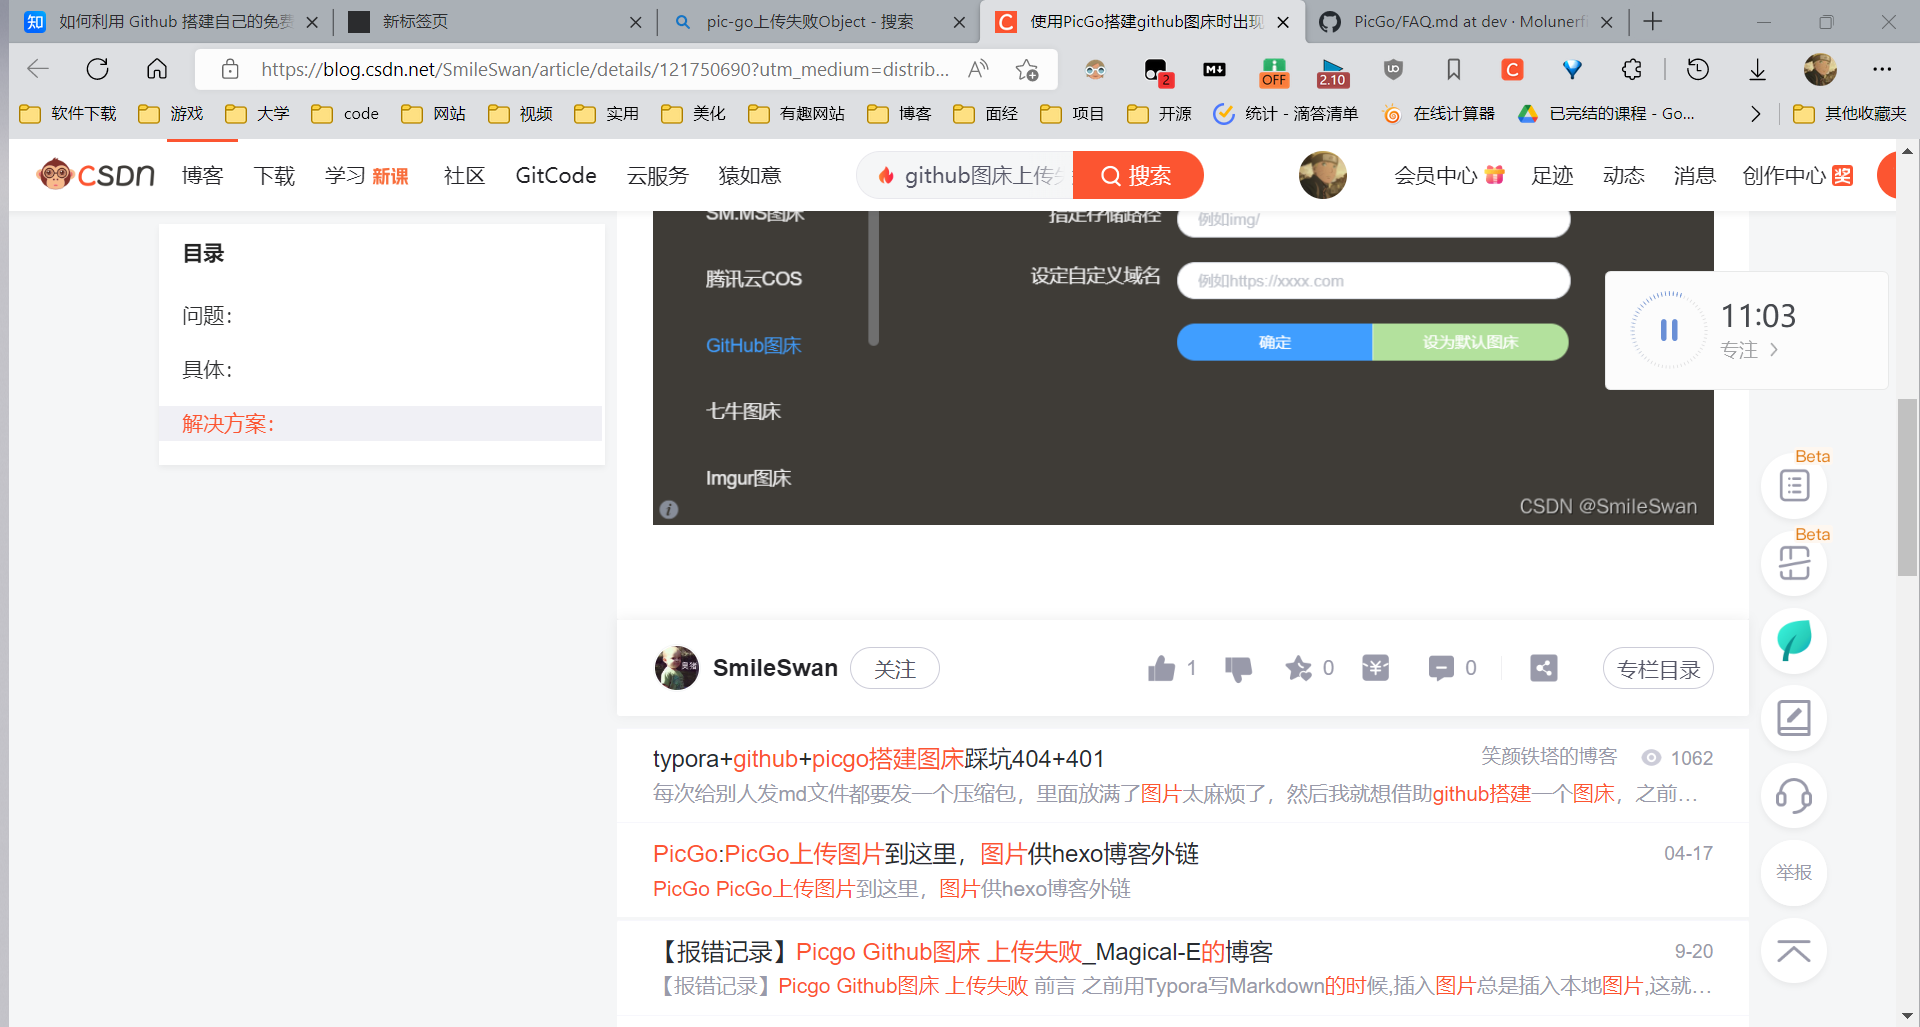 如何利用 Github 搭建自己的免费
新标签页
pic-go上传失败Object - 搜索
使用PicGo搭建github图床时出现
PicGo/FAQ.md at dev · Molunerfi
https://blog.csdn.net/SmileSwan/article/details/121750690?utm_medium=distrib...
2
OFF
2.10
软件下载 游戏 大学 code 网站 视频 实用 美化 有趣网站 博客 面经 项目 开源 统计 - 滴答清单 在线计算器 已完结的课程 - Go... 其他收藏夹
CSDN 博客 下载 学习 新课 社区 GitCode 云服务 猿如意 github图床上传失 搜索 会员中心 足迹 动态 消息 创作中心 奖
目录
问题：
具体：
解决方案：
SM.MS图床
腾讯云COS
GitHub图床
七牛图床
Imgur图床
指定存储路径 例如img/
设定自定义域名 例如https://xxxx.com
确定 设为默认图床
CSDN @SmileSwan
11:03
专注
Beta
Beta
SmileSwan 关注 1 0 0 专栏目录
typora+github+picgo搭建图床踩坑404+401 笑颜铁塔的博客 1062
每次给别人发md文件都要发一个压缩包，里面放满了图片太麻烦了，然后我就想借助github搭建一个图床，之前...
PicGo:PicGo上传图片到这里，图片供hexo博客外链 04-17
PicGo PicGo上传图片到这里，图片供hexo博客外链
举报
【报错记录】Picgo Github图床 上传失败_Magical-E的博客 9-20
【报错记录】Picgo Github图床 上传失败 前言 之前用Typora写Markdown的时候,插入图片总是插入本地图片,这就...